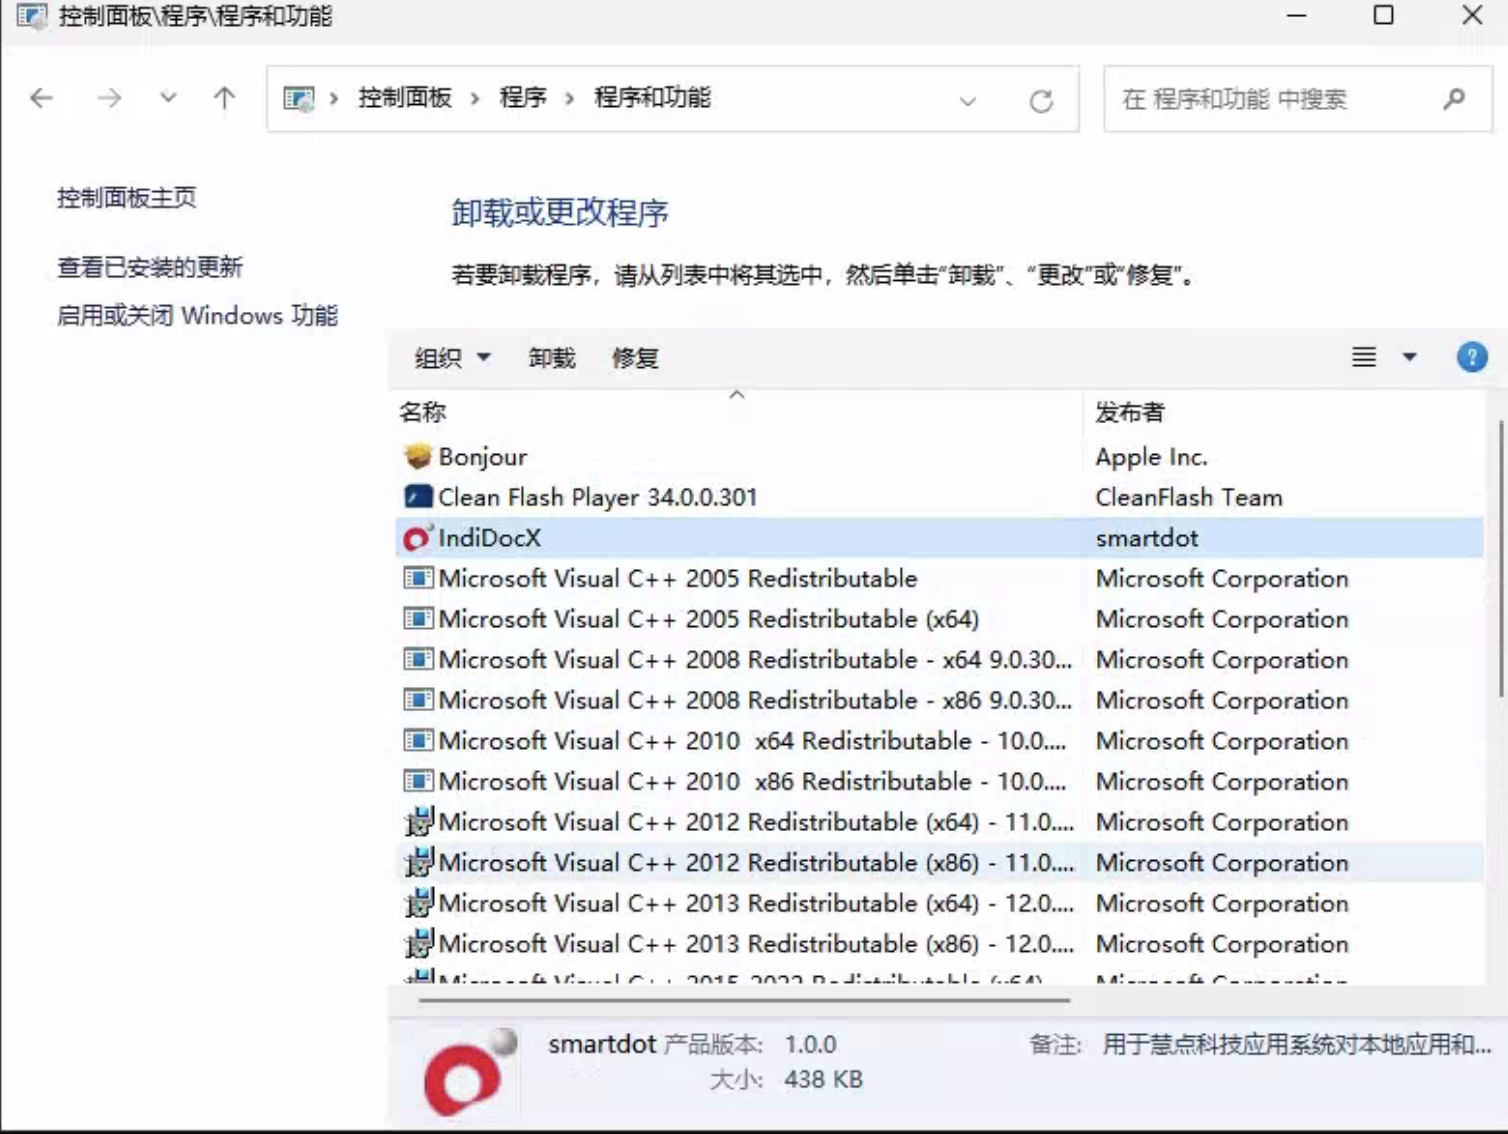 控制面板\程序\程序和功能
控制面板 程序 程序和功能
在 程序和功能 中搜索
控制面板主页
查看已安装的更新
启用或关闭 Windows 功能
卸载或更改程序
若要卸载程序，请从列表中将其选中，然后单击“卸载”、“更改”或“修复”。
组织 卸载 修复
名称 发布者
Bonjour Apple Inc.
Clean Flash Player 34.0.0.301 CleanFlash Team
IndiDocX smartdot
Microsoft Visual C++ 2005 Redistributable Microsoft Corporation
Microsoft Visual C++ 2005 Redistributable (x64) Microsoft Corporation
Microsoft Visual C++ 2008 Redistributable - x64 9.0.30... Microsoft Corporation
Microsoft Visual C++ 2008 Redistributable - x86 9.0.30... Microsoft Corporation
Microsoft Visual C++ 2010  x64 Redistributable - 10.0.... Microsoft Corporation
Microsoft Visual C++ 2010  x86 Redistributable - 10.0.... Microsoft Corporation
Microsoft Visual C++ 2012 Redistributable (x64) - 11.0.... Microsoft Corporation
Microsoft Visual C++ 2012 Redistributable (x86) - 11.0.... Microsoft Corporation
Microsoft Visual C++ 2013 Redistributable (x64) - 12.0.... Microsoft Corporation
Microsoft Visual C++ 2013 Redistributable (x86) - 12.0.... Microsoft Corporation
Microsoft Visual C++ 2015-2022 Redistributable (x64) Microsoft Corporation
smartdot 产品版本: 1.0.0 备注: 用于慧点科技应用系统对本地应用和...
大小: 438 KB